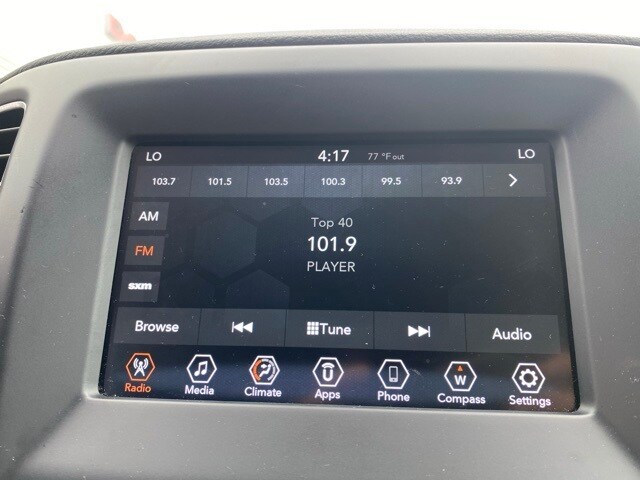 LO 4:17 77 °F out LO
103.7 101.5 103.5 100.3 99.5 93.9
AM
Top 40
101.9
FM
PLAYER
sxm
Browse Tune Audio
W
Radio Media Climate Apps Phone Compass Settings